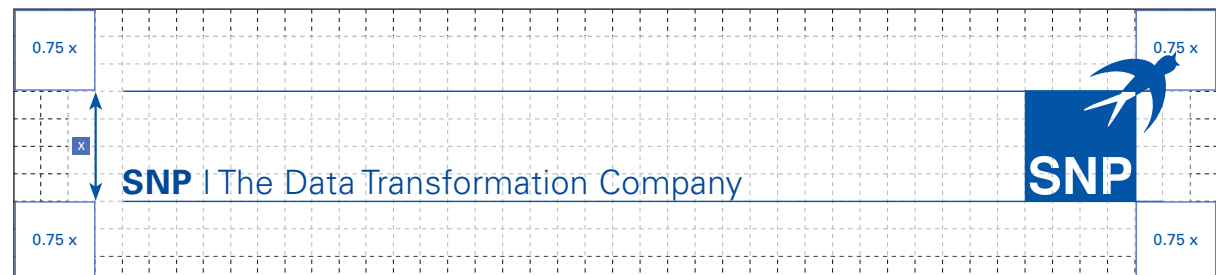 0.75 x
0.75 x
x
SNP | The Data Transformation Company
SNP
0.75 x
0.75 x